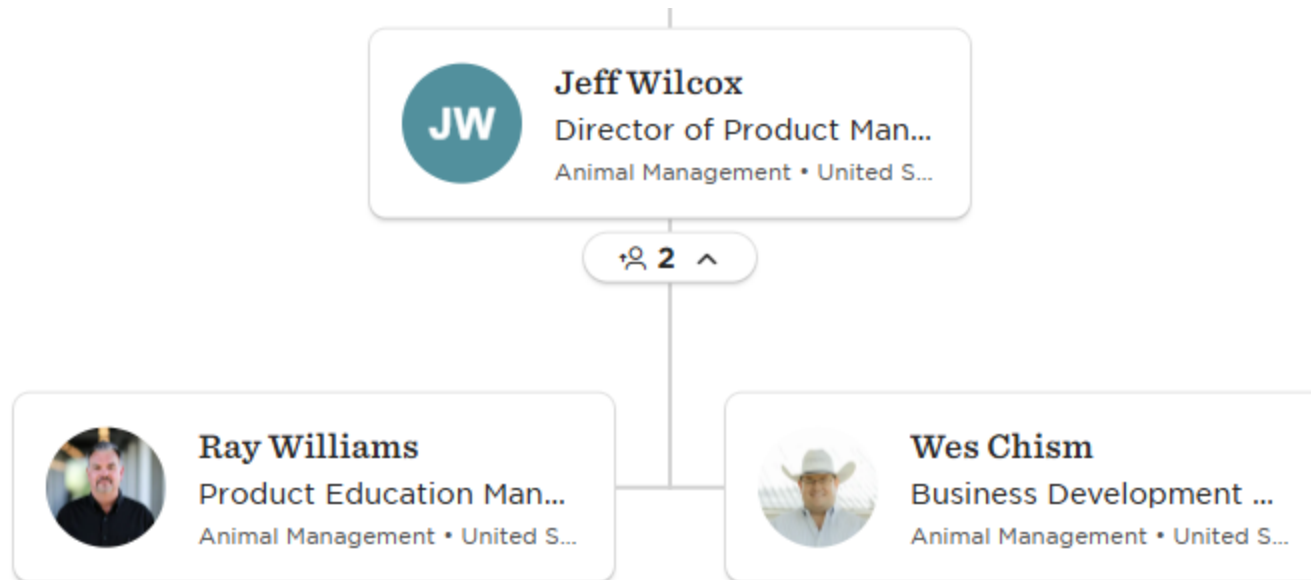 JW
Jeff Wilcox
Director of Product Man...
Animal Management • United S...
2
Ray Williams
Product Education Man...
Animal Management • United S...
Wes Chism
Business Development ...
Animal Management • United S...